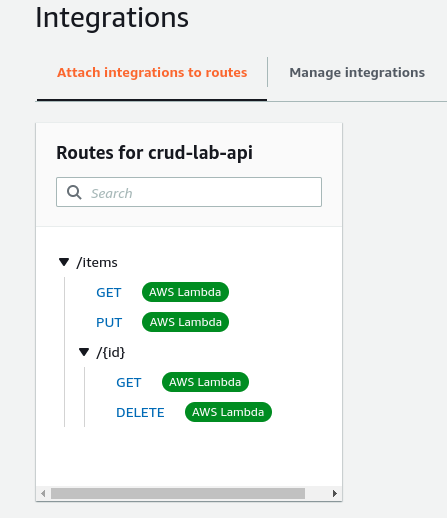 Integrations
Attach integrations to routes Manage integrations
Routes for crud-lab-api
Search
/items
GET AWS Lambda
PUT AWS Lambda
/{id}
GET AWS Lambda
DELETE AWS Lambda